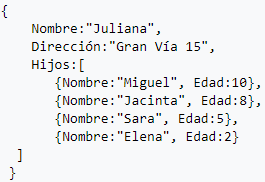 {
Nombre:"Juliana",
Dirección:"Gran Vía 15",
Hijos:[
{Nombre:"Miguel", Edad:10},
{Nombre:"Jacinta", Edad:8},
{Nombre:"Sara", Edad:5},
{Nombre:"Elena", Edad:2}
]
}